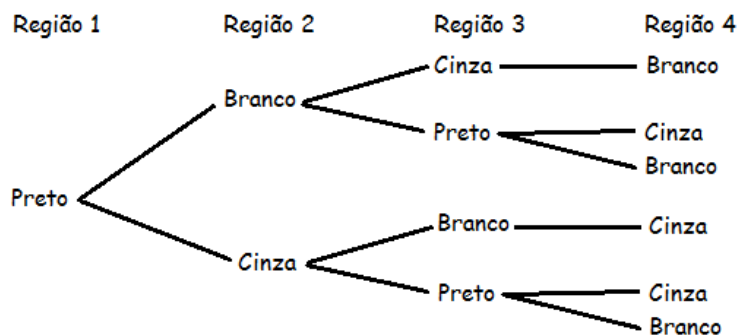 Região 1 Região 2 Região 3 Região 4
Cinza Branco
Branco
Preto Cinza
Branco
Preto
Branco Cinza
Cinza
Preto Cinza
Branco